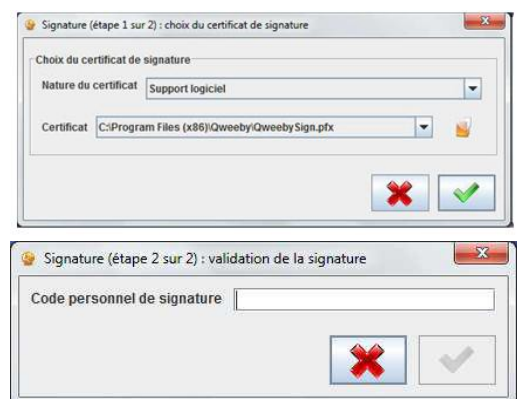 Signature (étape 1 sur 2) : choix du certificat de signature
Choix du certificat de signature
Nature du certificat Support logiciel
Certificat C:\Program Files (x86)\Qweeby\QweebySign.pfx
Signature (étape 2 sur 2) : validation de la signature
Code personnel de signature